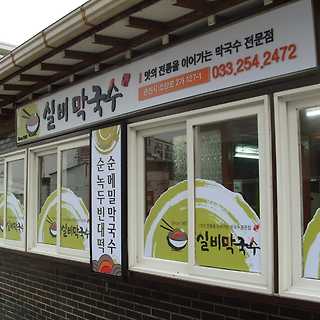 실비막국수
맛의 전통을 이어가는 막국수 전문점
033.254.2472
순메밀막국수
순녹두빈대떡
실비막국수
실비막국수